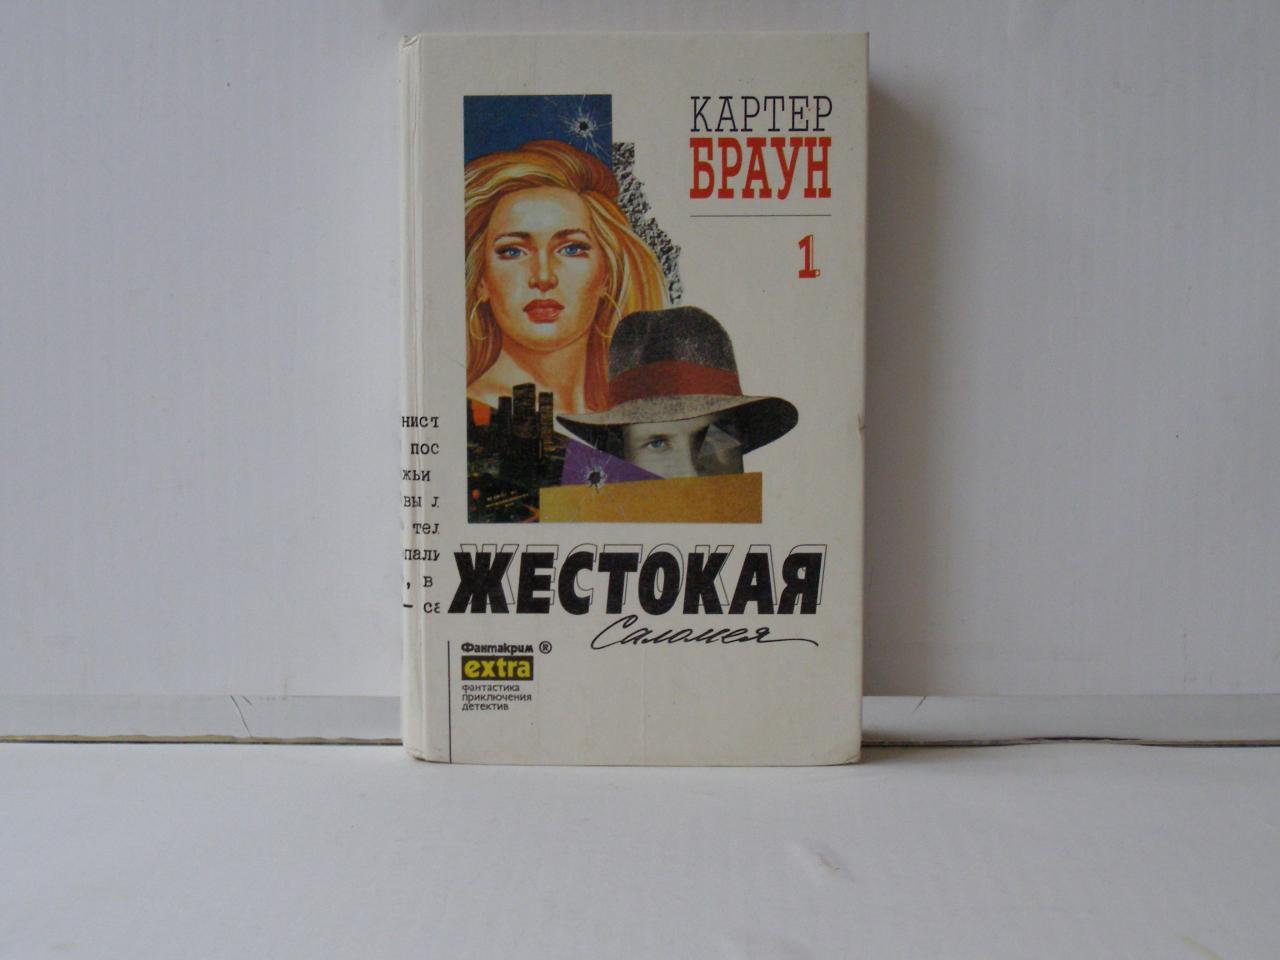 КАРТЕР
БРАУН
1
нист
пос
жьи
вы л
тел
пали
, в
— са
ЖЕСТОКАЯ
Саломея
Фантакрим ®
extra
фантастика
приключения
детектив